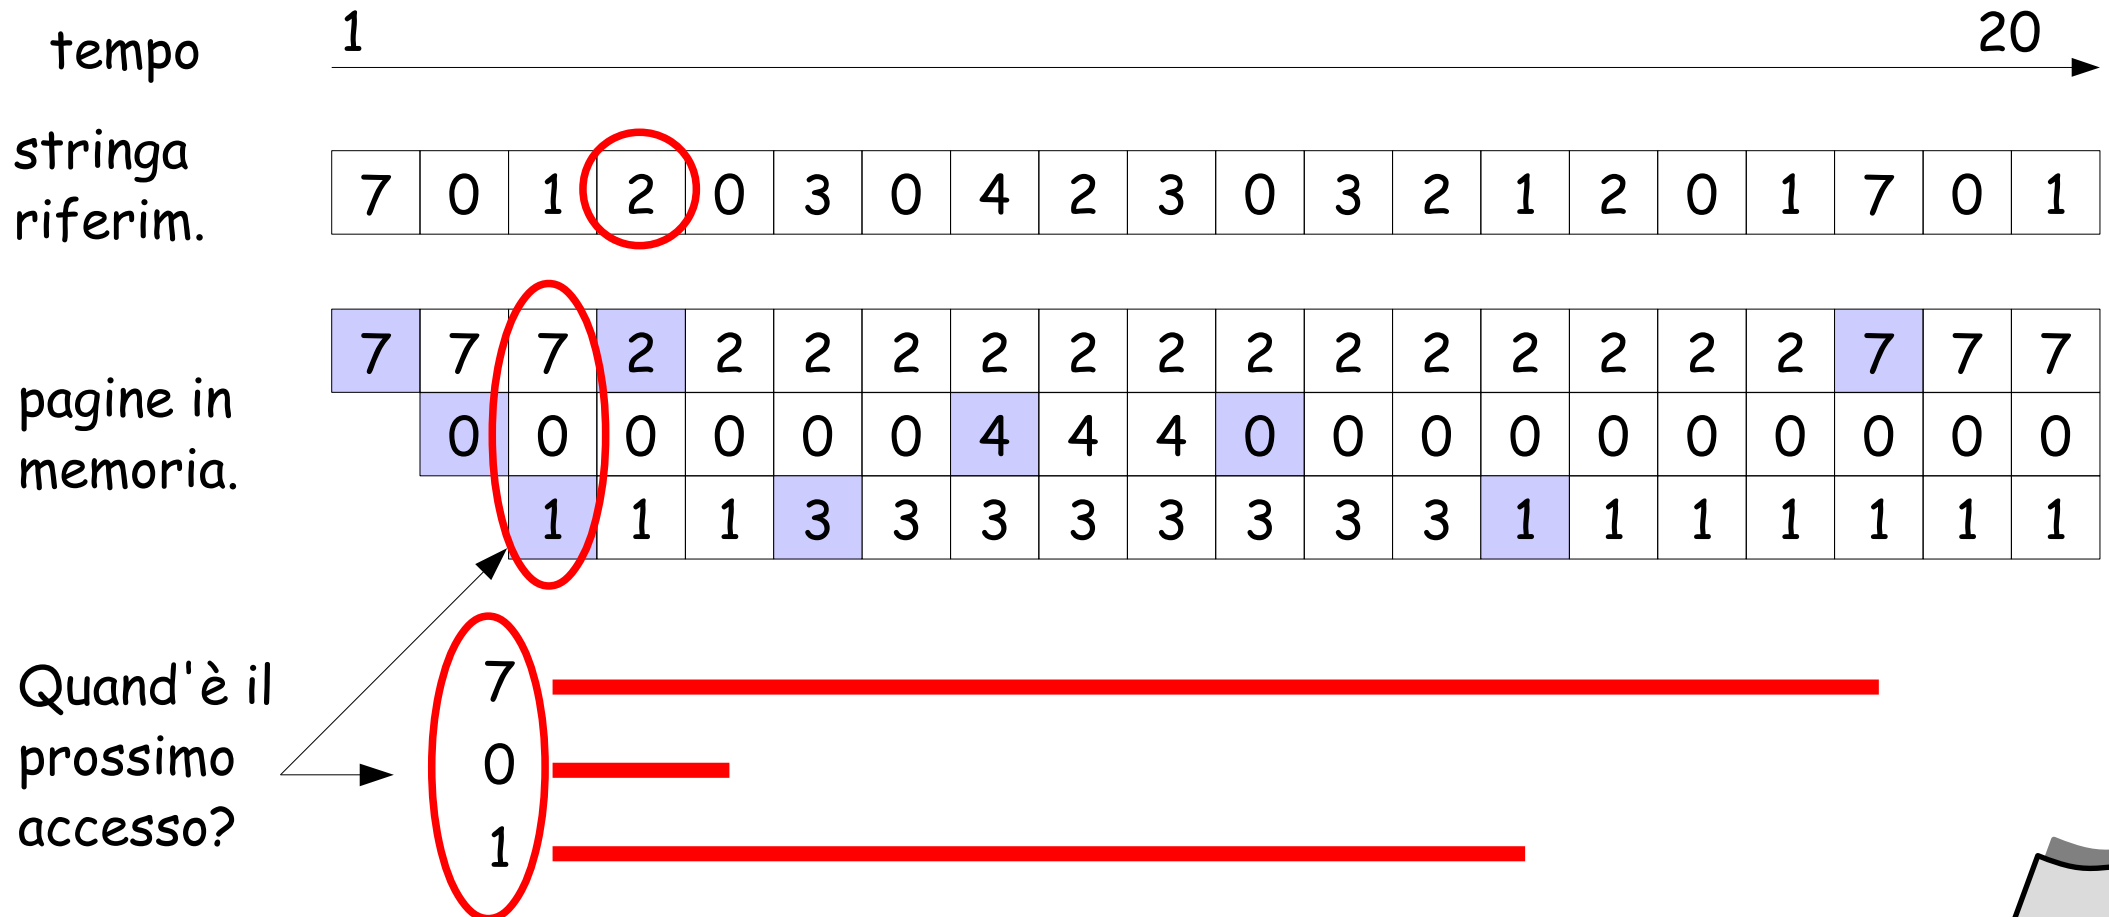 tempo 1 20
stringa
riferim.
7 0 1 2 0 3 0 4 2 3 0 3 2 1 2 0 1 7 0 1
7 7 7 2 2 2 2 2 2 2 2 2 2 2 2 2 2 7 7 7
pagine in
memoria.
0 0 0 0 0 0 4 4 4 0 0 0 0 0 0 0 0 0 0
1 1 1 3 3 3 3 3 3 3 3 1 1 1 1 1 1 1
Quand'è il
prossimo
accesso?
7
0
1